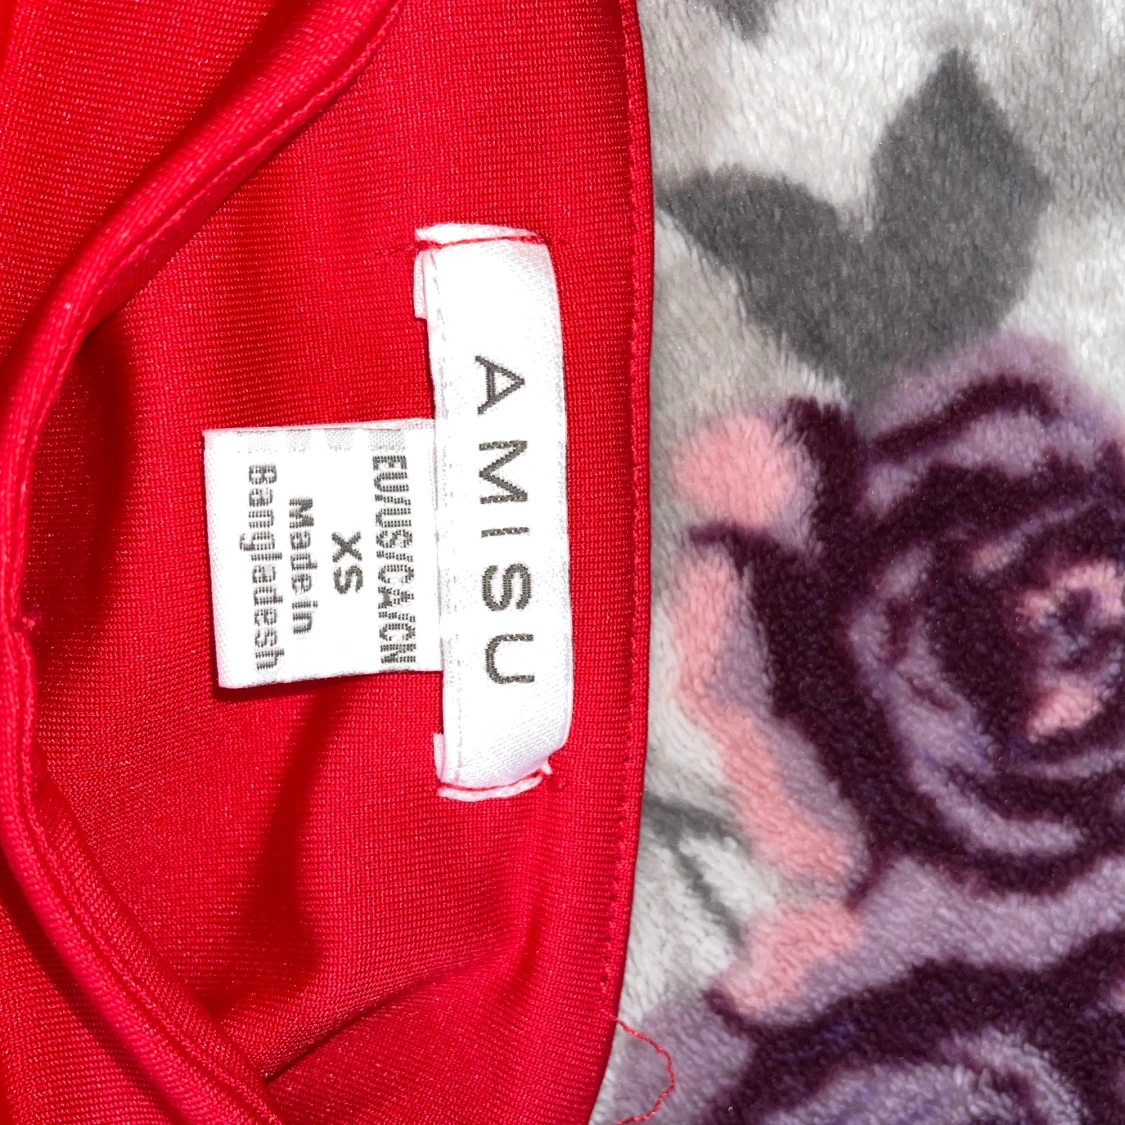 AMISU
EU/US/CA/CN
XS
Made in
Bangladesh